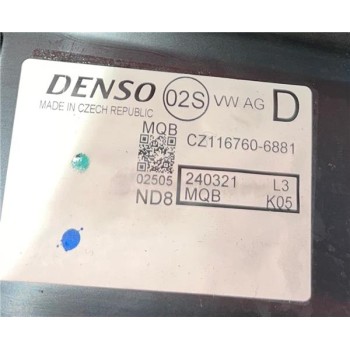 DENSO 02S VW AG D
MADE IN CZECH REPUBLIC
MQB CZ116760-6881
02505 240321 L3
ND8 MQB K05